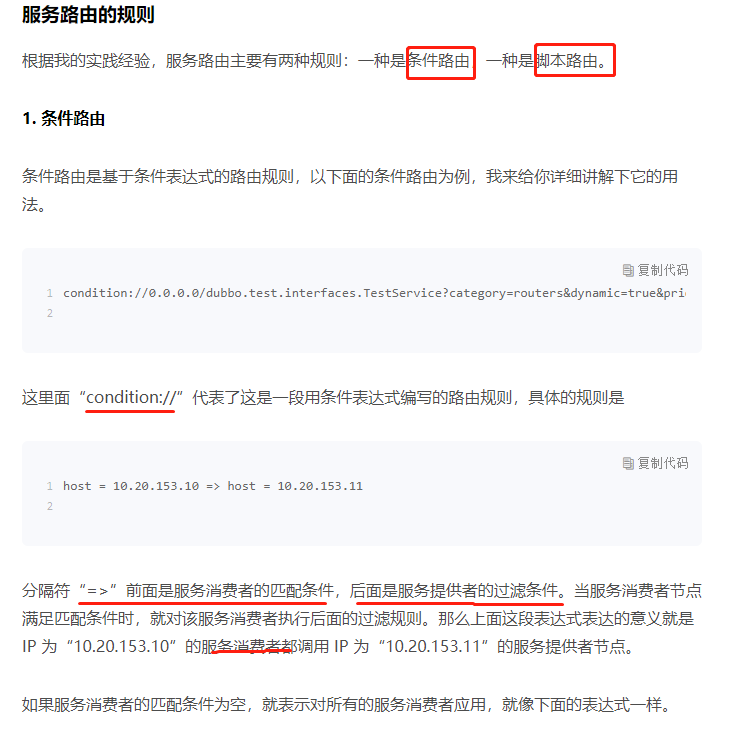 服务路由的规则
根据我的实践经验，服务路由主要有两种规则：一种是条件路由，一种是脚本路由。
1. 条件路由
条件路由是基于条件表达式的路由规则，以下面的条件路由为例，我来给你详细讲解下它的用
法。
复制代码
1 condition://0.0.0.0/dubbo.test.interfaces.TestService?category=routers&dynamic=true&pri
2
这里面“condition://”代表了这是一段用条件表达式编写的路由规则，具体的规则是
复制代码
1 host = 10.20.153.10 => host = 10.20.153.11
2
分隔符“=>”前面是服务消费者的匹配条件，后面是服务提供者的过滤条件。当服务消费者节点
满足匹配条件时，就对该服务消费者执行后面的过滤规则。那么上面这段表达式表达的意义就是
IP 为“10.20.153.10”的服务消费者都调用 IP 为“10.20.153.11”的服务提供者节点。
如果服务消费者的匹配条件为空，就表示对所有的服务消费者应用，就像下面的表达式一样。